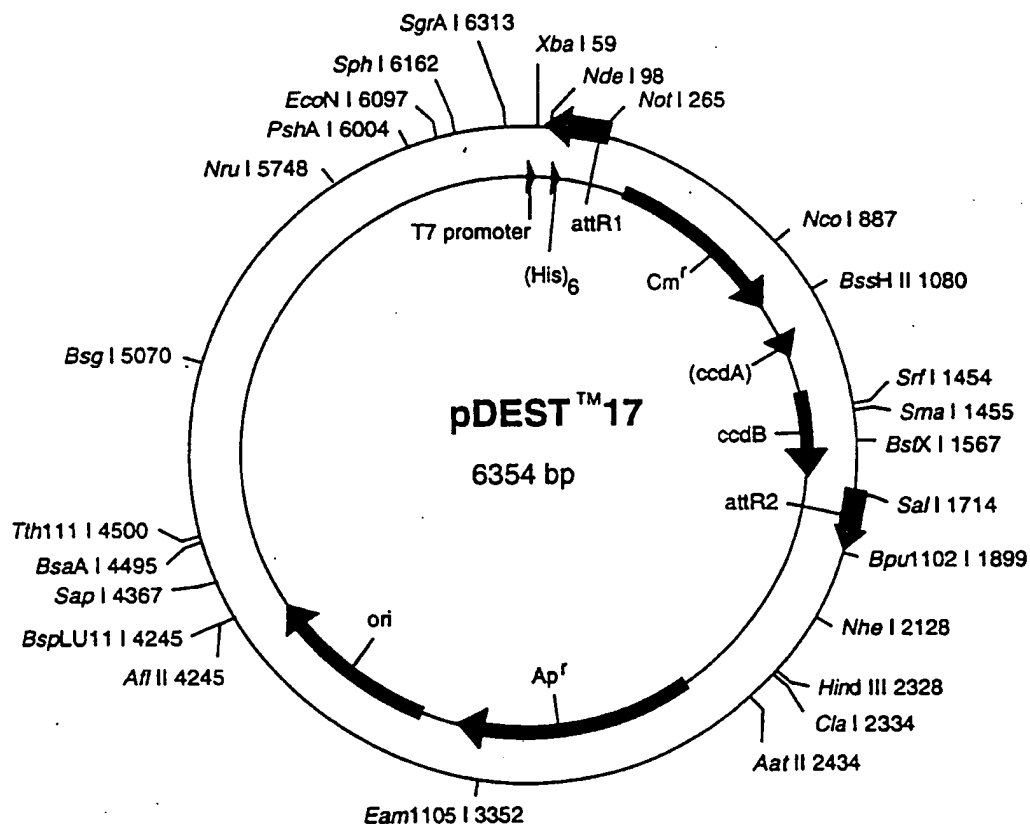 SgrA I 6313
Xba I 59
Sph I 6162
Nde I 98
EcoN I 6097
Not I 265
PshA I 6004
Nru I 5748
T7 promoter
attR1
(His)6
Cmr
Nco I 887
BssH II 1080
Bsg I 5070
(ccdA)
Srf I 1454
Sma I 1455
pDEST™17
ccdB
BstX I 1567
6354 bp
attR2
Sal I 1714
Tth111 I 4500
BsaA I 4495
Bpu1102 I 1899
Sap I 4367
ori
BspLU11 I 4245
Nhe I 2128
Afl II 4245
Apr
Hind III 2328
Cla I 2334
Aat II 2434
Eam1105 I 3352